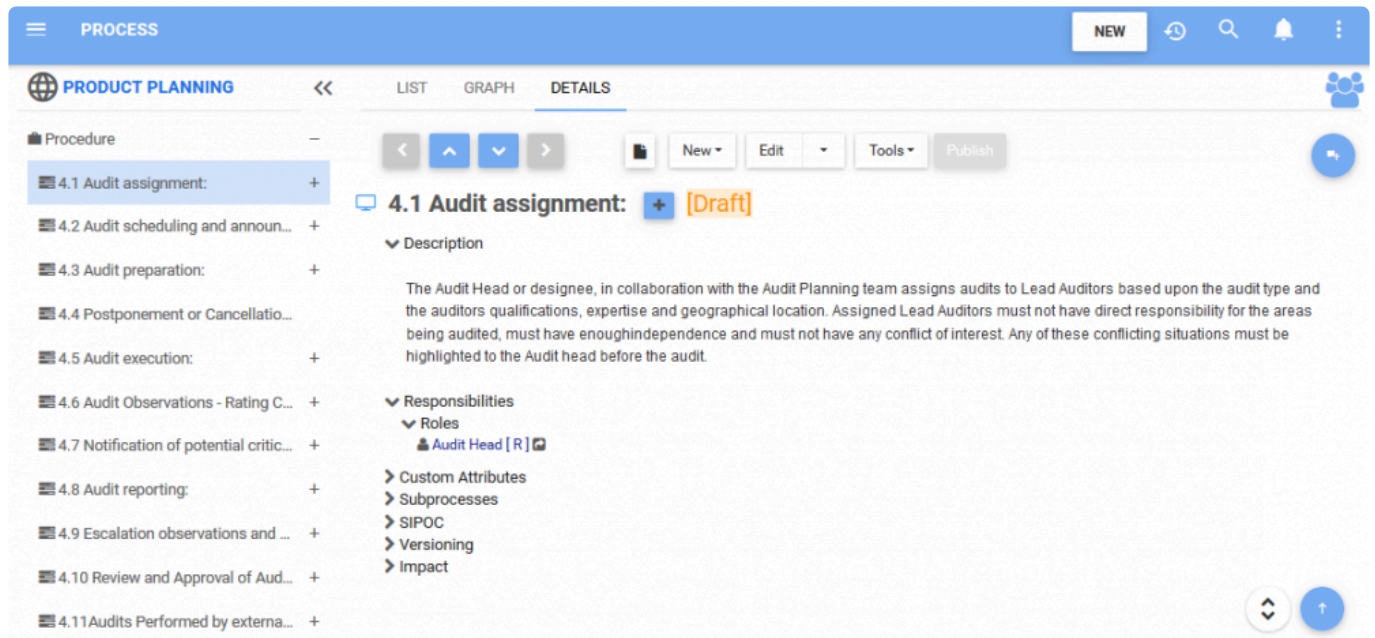 PROCESS
NEW
PRODUCT PLANNING
LIST GRAPH DETAILS
Procedure
4.1 Audit assignment:
4.2 Audit scheduling and announ...
4.3 Audit preparation:
4.4 Postponement or Cancellatio...
4.5 Audit execution:
4.6 Audit Observations - Rating C...
4.7 Notification of potential critic...
4.8 Audit reporting:
4.9 Escalation observations and ...
4.10 Review and Approval of Aud...
4.11Audits Performed by externa...
New Edit Tools Publish
4.1 Audit assignment: [Draft]
Description
The Audit Head or designee, in collaboration with the Audit Planning team assigns audits to Lead Auditors based upon the audit type and
the auditors qualifications, expertise and geographical location. Assigned Lead Auditors must not have direct responsibility for the areas
being audited, must have enoughindependence and must not have any conflict of interest. Any of these conflicting situations must be
highlighted to the Audit head before the audit.
Responsibilities
Roles
Audit Head [ R ]
Custom Attributes
Subprocesses
SIPOC
Versioning
Impact